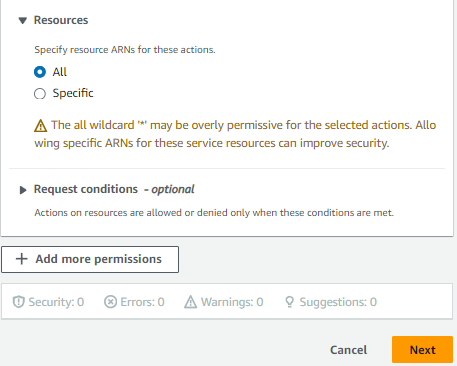 Resources
Specify resource ARNs for these actions.
All
Specific
The all wildcard '*' may be overly permissive for the selected actions. Allo
wing specific ARNs for these service resources can improve security.
Request conditions - optional
Actions on resources are allowed or denied only when these conditions are met.
+ Add more permissions
Security: 0 Errors: 0 Warnings: 0 Suggestions: 0
Cancel Next